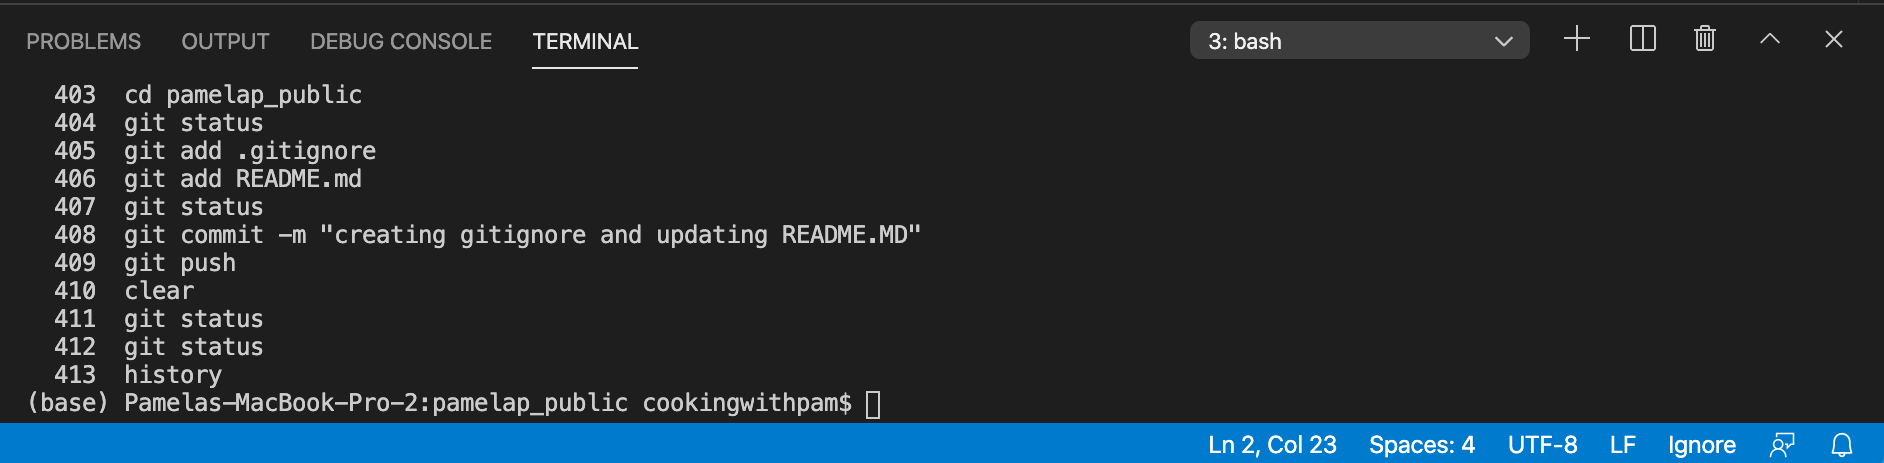 PROBLEMS OUTPUT DEBUG CONSOLE TERMINAL 3: bash
403 cd pamelap_public
404 git status
405 git add .gitignore
406 git add README.md
407 git status
408 git commit -m "creating gitignore and updating README.MD"
409 git push
410 clear
411 git status
412 git status
413 history
(base) Pamelas-MacBook-Pro-2:pamelap_public cookingwithpam$
Ln 2, Col 23 Spaces: 4 UTF-8 LF Ignore